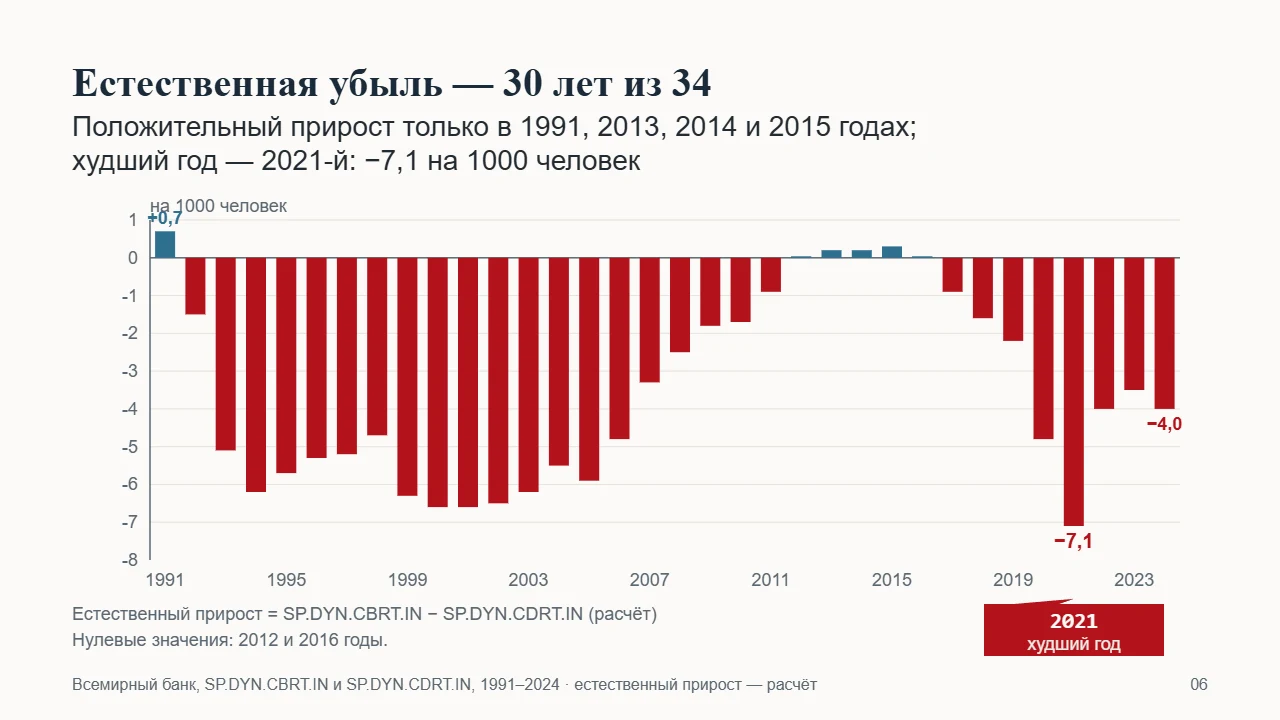 Естественная убыль — 30 лет из 34
Положительный прирост только в 1991, 2013, 2014 и 2015 годах;
худший год — 2021-й: −7,1 на 1000 человек
на 1000 человек
+0,7
1
0
-1
-2
-3
-4
-5
-6
-7
-8
−4,0
−7,1
1991 1995 1999 2003 2007 2011 2015 2019 2023
Естественный прирост = SP.DYN.CBRT.IN − SP.DYN.CDRT.IN (расчёт)
Нулевые значения: 2012 и 2016 годы.
2021
худший год
Всемирный банк, SP.DYN.CBRT.IN и SP.DYN.CDRT.IN, 1991–2024 · естественный прирост — расчёт
06